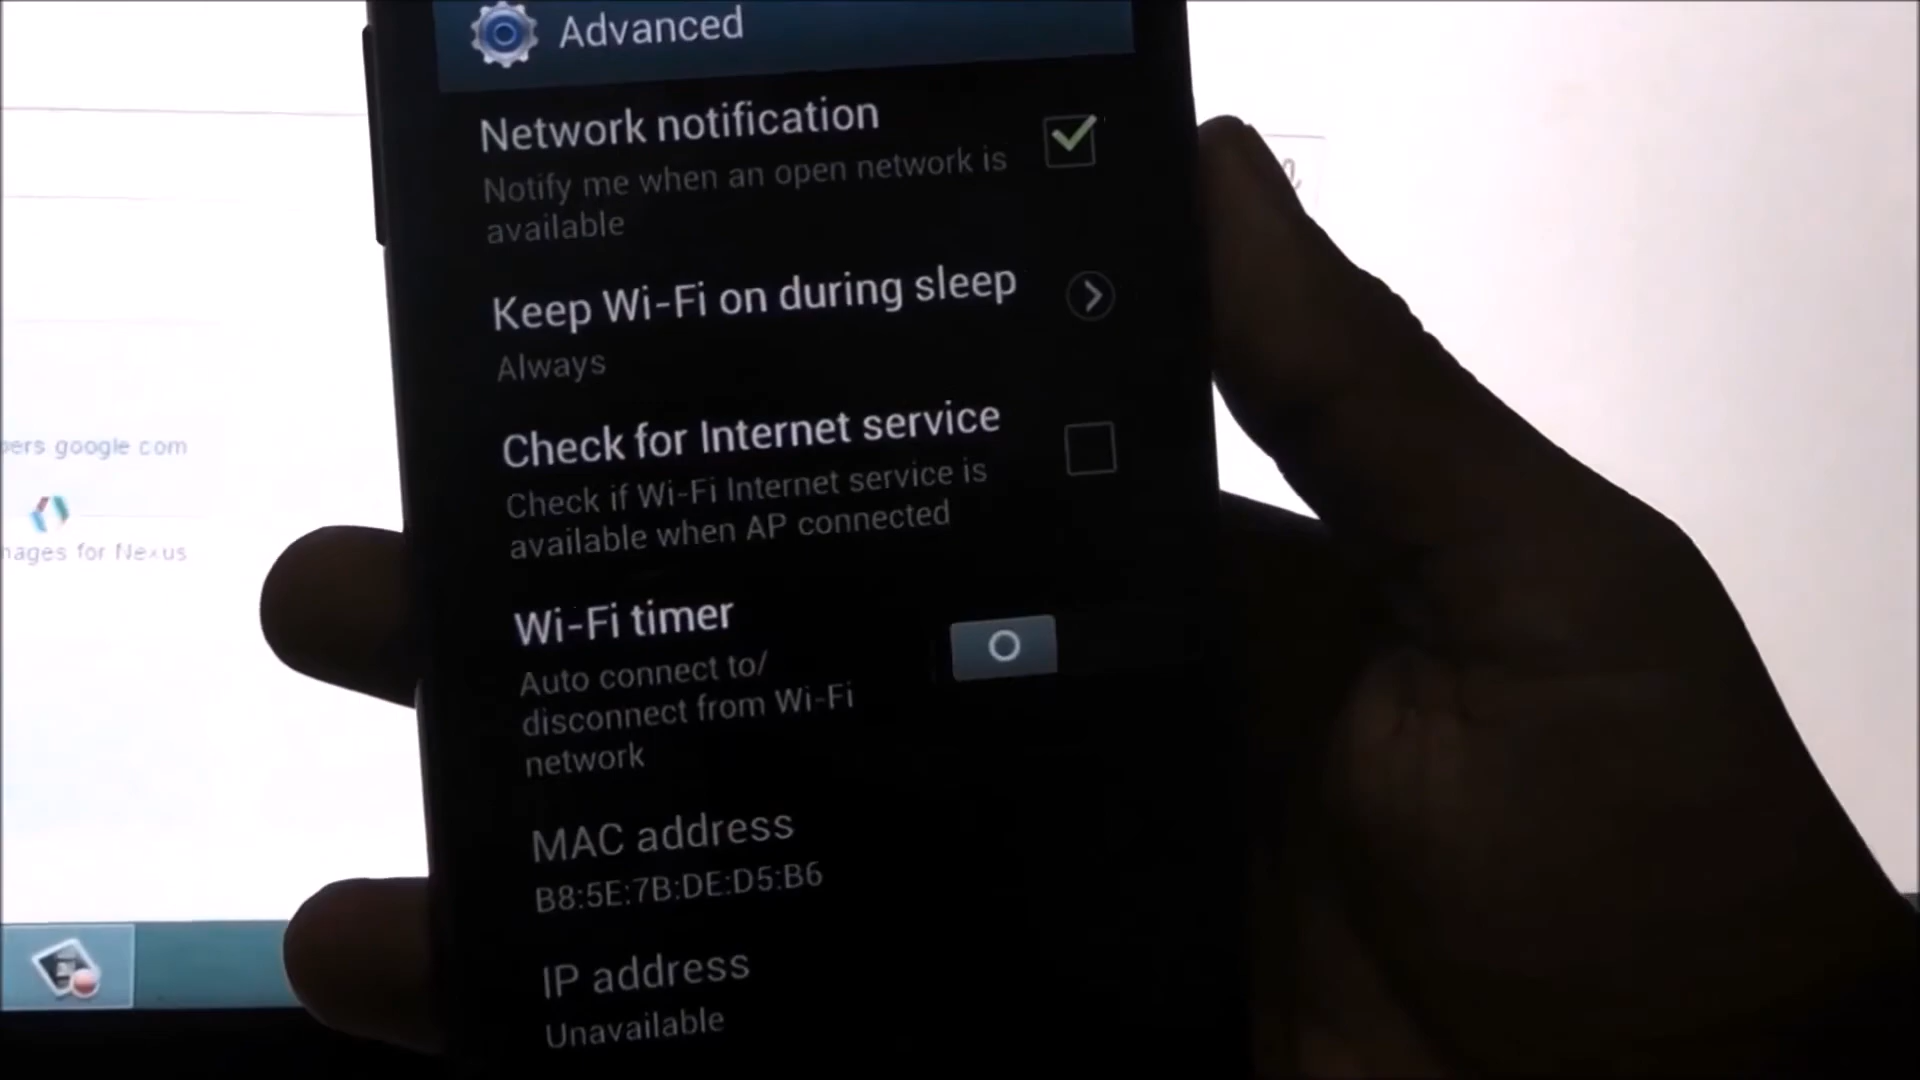 Advanced
Network notification
Notify me when an open network is
available
Keep Wi-Fi on during sleep
Always
Check for Internet service
Check if Wi-Fi Internet service is
available when AP connected
Wi-Fi timer
Auto connect to/
disconnect from Wi-Fi
network
MAC address
B8:5E:7B:DE:D5:B6
IP address
Unavailable
google com
for Nexus